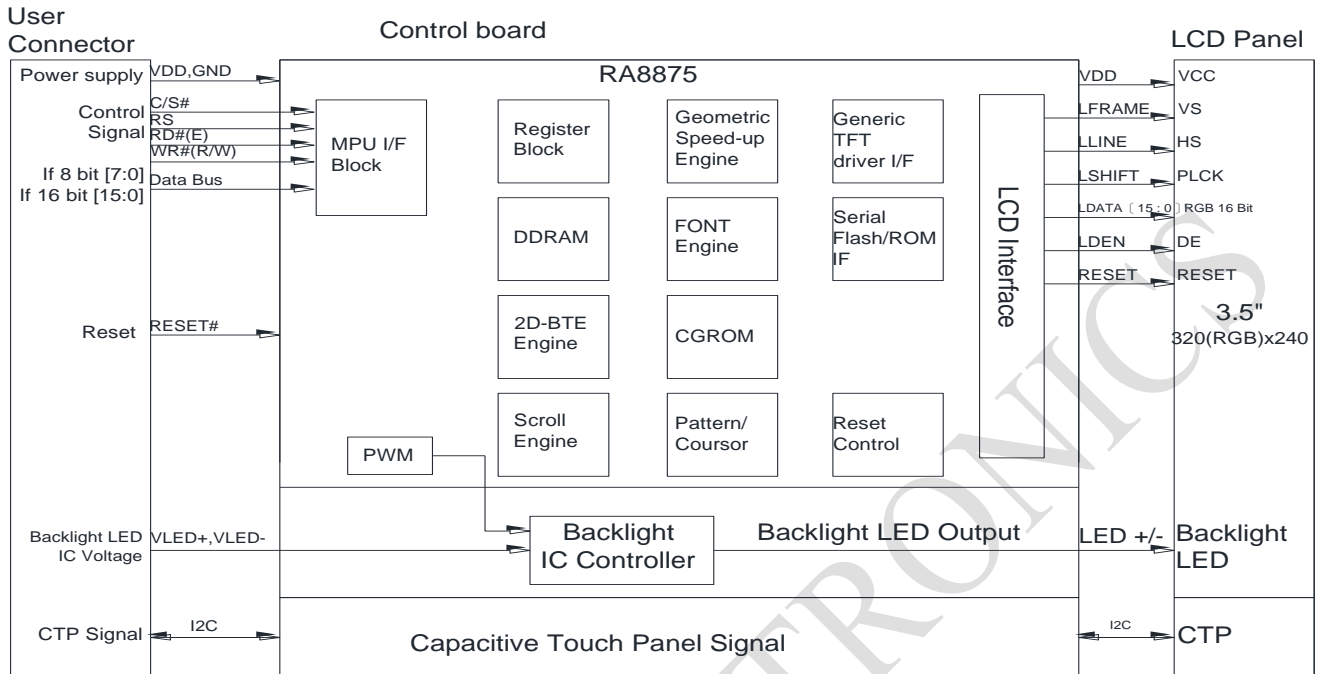 User
Connector
Control board
LCD Panel
Power supply
VDD,GND
Control
Signal
C/S#
RS
RD#(E)
WR#(R/W)
If 8 bit [7:0]
If 16 bit [15:0]
Data Bus
Reset
RESET#
Backlight LED
IC Voltage
VLED+,VLED-
CTP Signal
I2C
RA8875
MPU I/F
Block
Register
Block
Geometric
Speed-up
Engine
Generic
TFT
driver I/F
DDRAM
FONT
Engine
Serial
Flash/ROM
IF
2D-BTE
Engine
CGROM
Scroll
Engine
Pattern/
Coursor
Reset
Control
LCD Interface
PWM
Backlight
IC Controller
Backlight LED Output
Capacitive Touch Panel Signal
VDD
VCC
LFRAME
VS
LLINE
HS
LSHIFT
PLCK
LDATA〔15:0〕
RGB 16 Bit
LDEN
DE
RESET
RESET
3.5"
320(RGB)x240
LED +/-
Backlight
LED
I2C
CTP
TRONICS